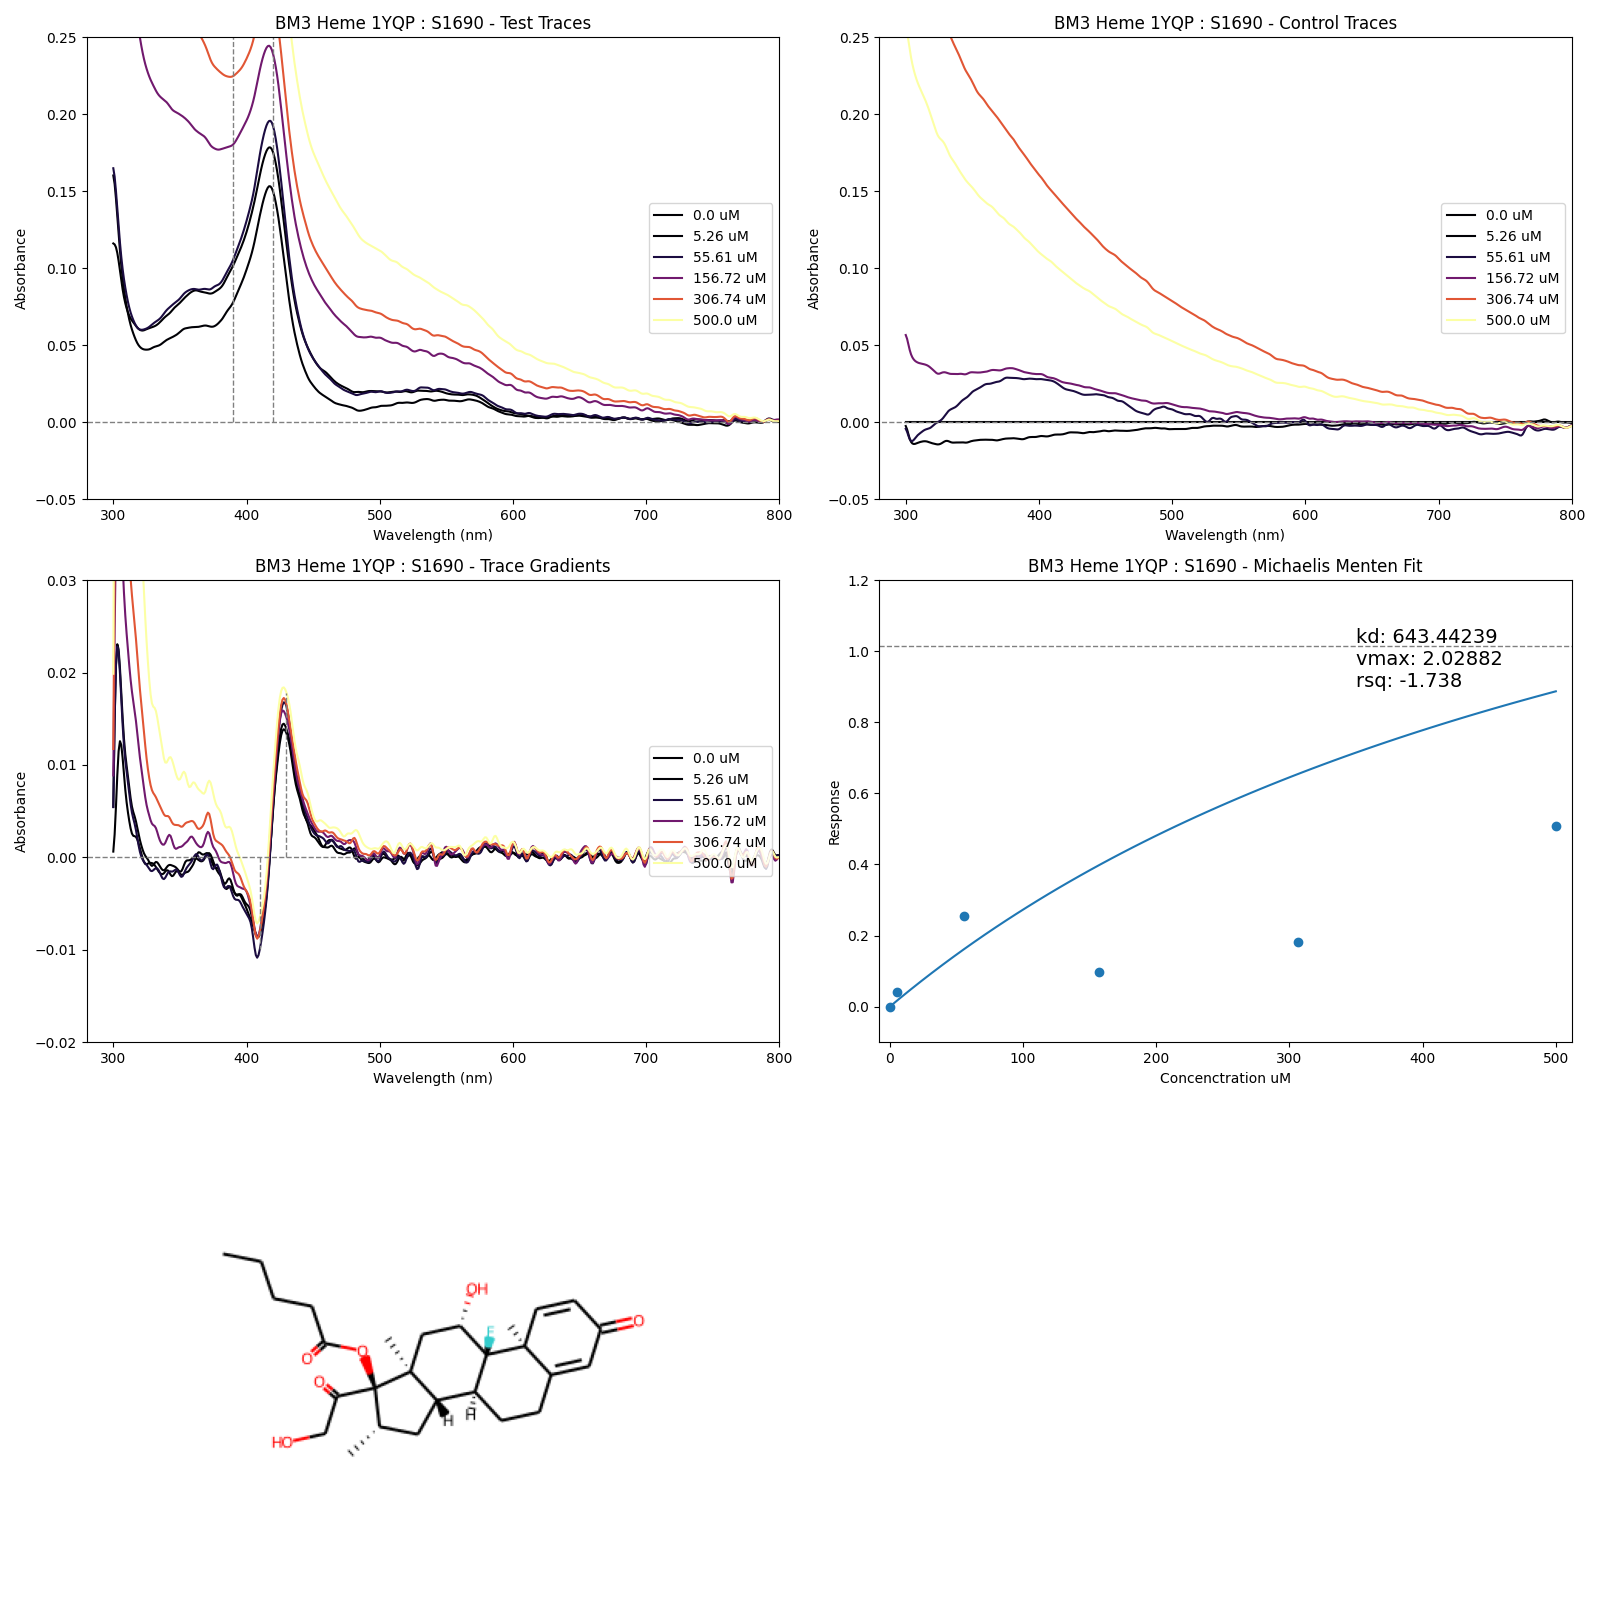 BM3 Heme 1YQP : S1690 - Test Traces
0.25
0.20
0.15
0.10
0.05
0.00
−0.05
Absorbance
300 400 500 600 700 800
Wavelength (nm)
0.0 uM
5.26 uM
55.61 uM
156.72 uM
306.74 uM
500.0 uM
BM3 Heme 1YQP : S1690 - Control Traces
0.25
0.20
0.15
0.10
0.05
0.00
−0.05
Absorbance
300 400 500 600 700 800
Wavelength (nm)
0.0 uM
5.26 uM
55.61 uM
156.72 uM
306.74 uM
500.0 uM
BM3 Heme 1YQP : S1690 - Trace Gradients
0.03
0.02
0.01
0.00
−0.01
−0.02
Absorbance
300 400 500 600 700 800
Wavelength (nm)
0.0 uM
5.26 uM
55.61 uM
156.72 uM
306.74 uM
500.0 uM
BM3 Heme 1YQP : S1690 - Michaelis Menten Fit
1.2
1.0
0.8
0.6
0.4
0.2
0.0
Response
kd: 643.44239
vmax: 2.02882
rsq: -1.738
0 100 200 300 400 500
Concenctration uM
OH
F
O
O
O
O
H
H
HO